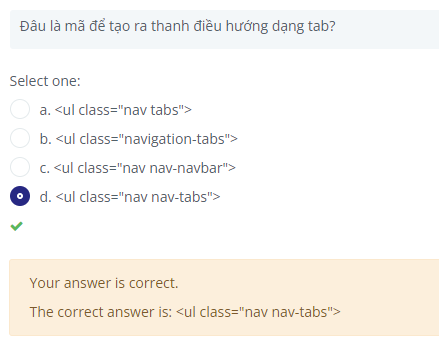 Đâu là mã để tạo ra thanh điều hướng dạng tab?
Select one:
a. <ul class="nav tabs">
b. <ul class="navigation-tabs">
c. <ul class="nav nav-navbar">
d. <ul class="nav nav-tabs">
Your answer is correct.
The correct answer is: <ul class="nav nav-tabs">